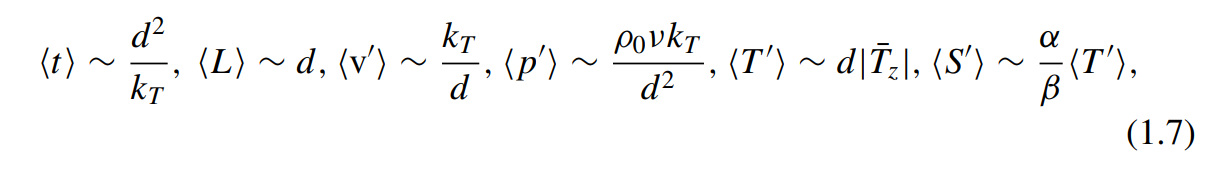 ⟨t⟩ ∼ d²/k_T, ⟨L⟩ ∼ d, ⟨v′⟩ ∼ k_T/d, ⟨p′⟩ ∼ ρ₀νk_T/d², ⟨T′⟩ ∼ d|T̄_z|, ⟨S′⟩ ∼ α/β⟨T′⟩,
(1.7)